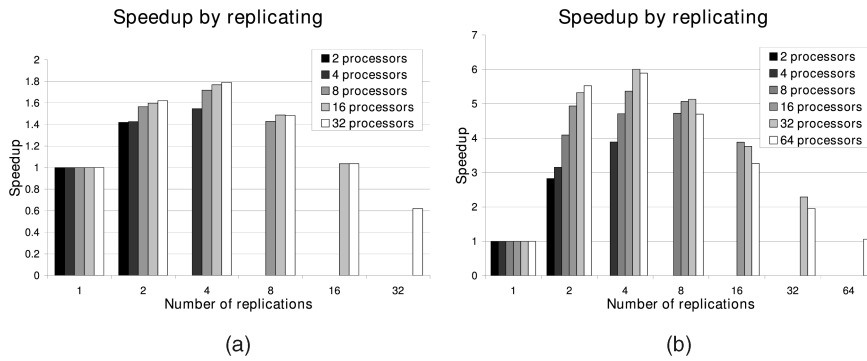 Speedup by replicating
2
1.8
1.6
1.4
1.2
1
0.8
0.6
0.4
0.2
0
Speedup
1 2 4 8 16 32
Number of replications
2 processors
4 processors
8 processors
16 processors
32 processors
(a)
Speedup by replicating
7
6
5
4
3
2
1
0
Speedup
1 2 4 8 16 32 64
Number of replications
2 processors
4 processors
8 processors
16 processors
32 processors
64 processors
(b)